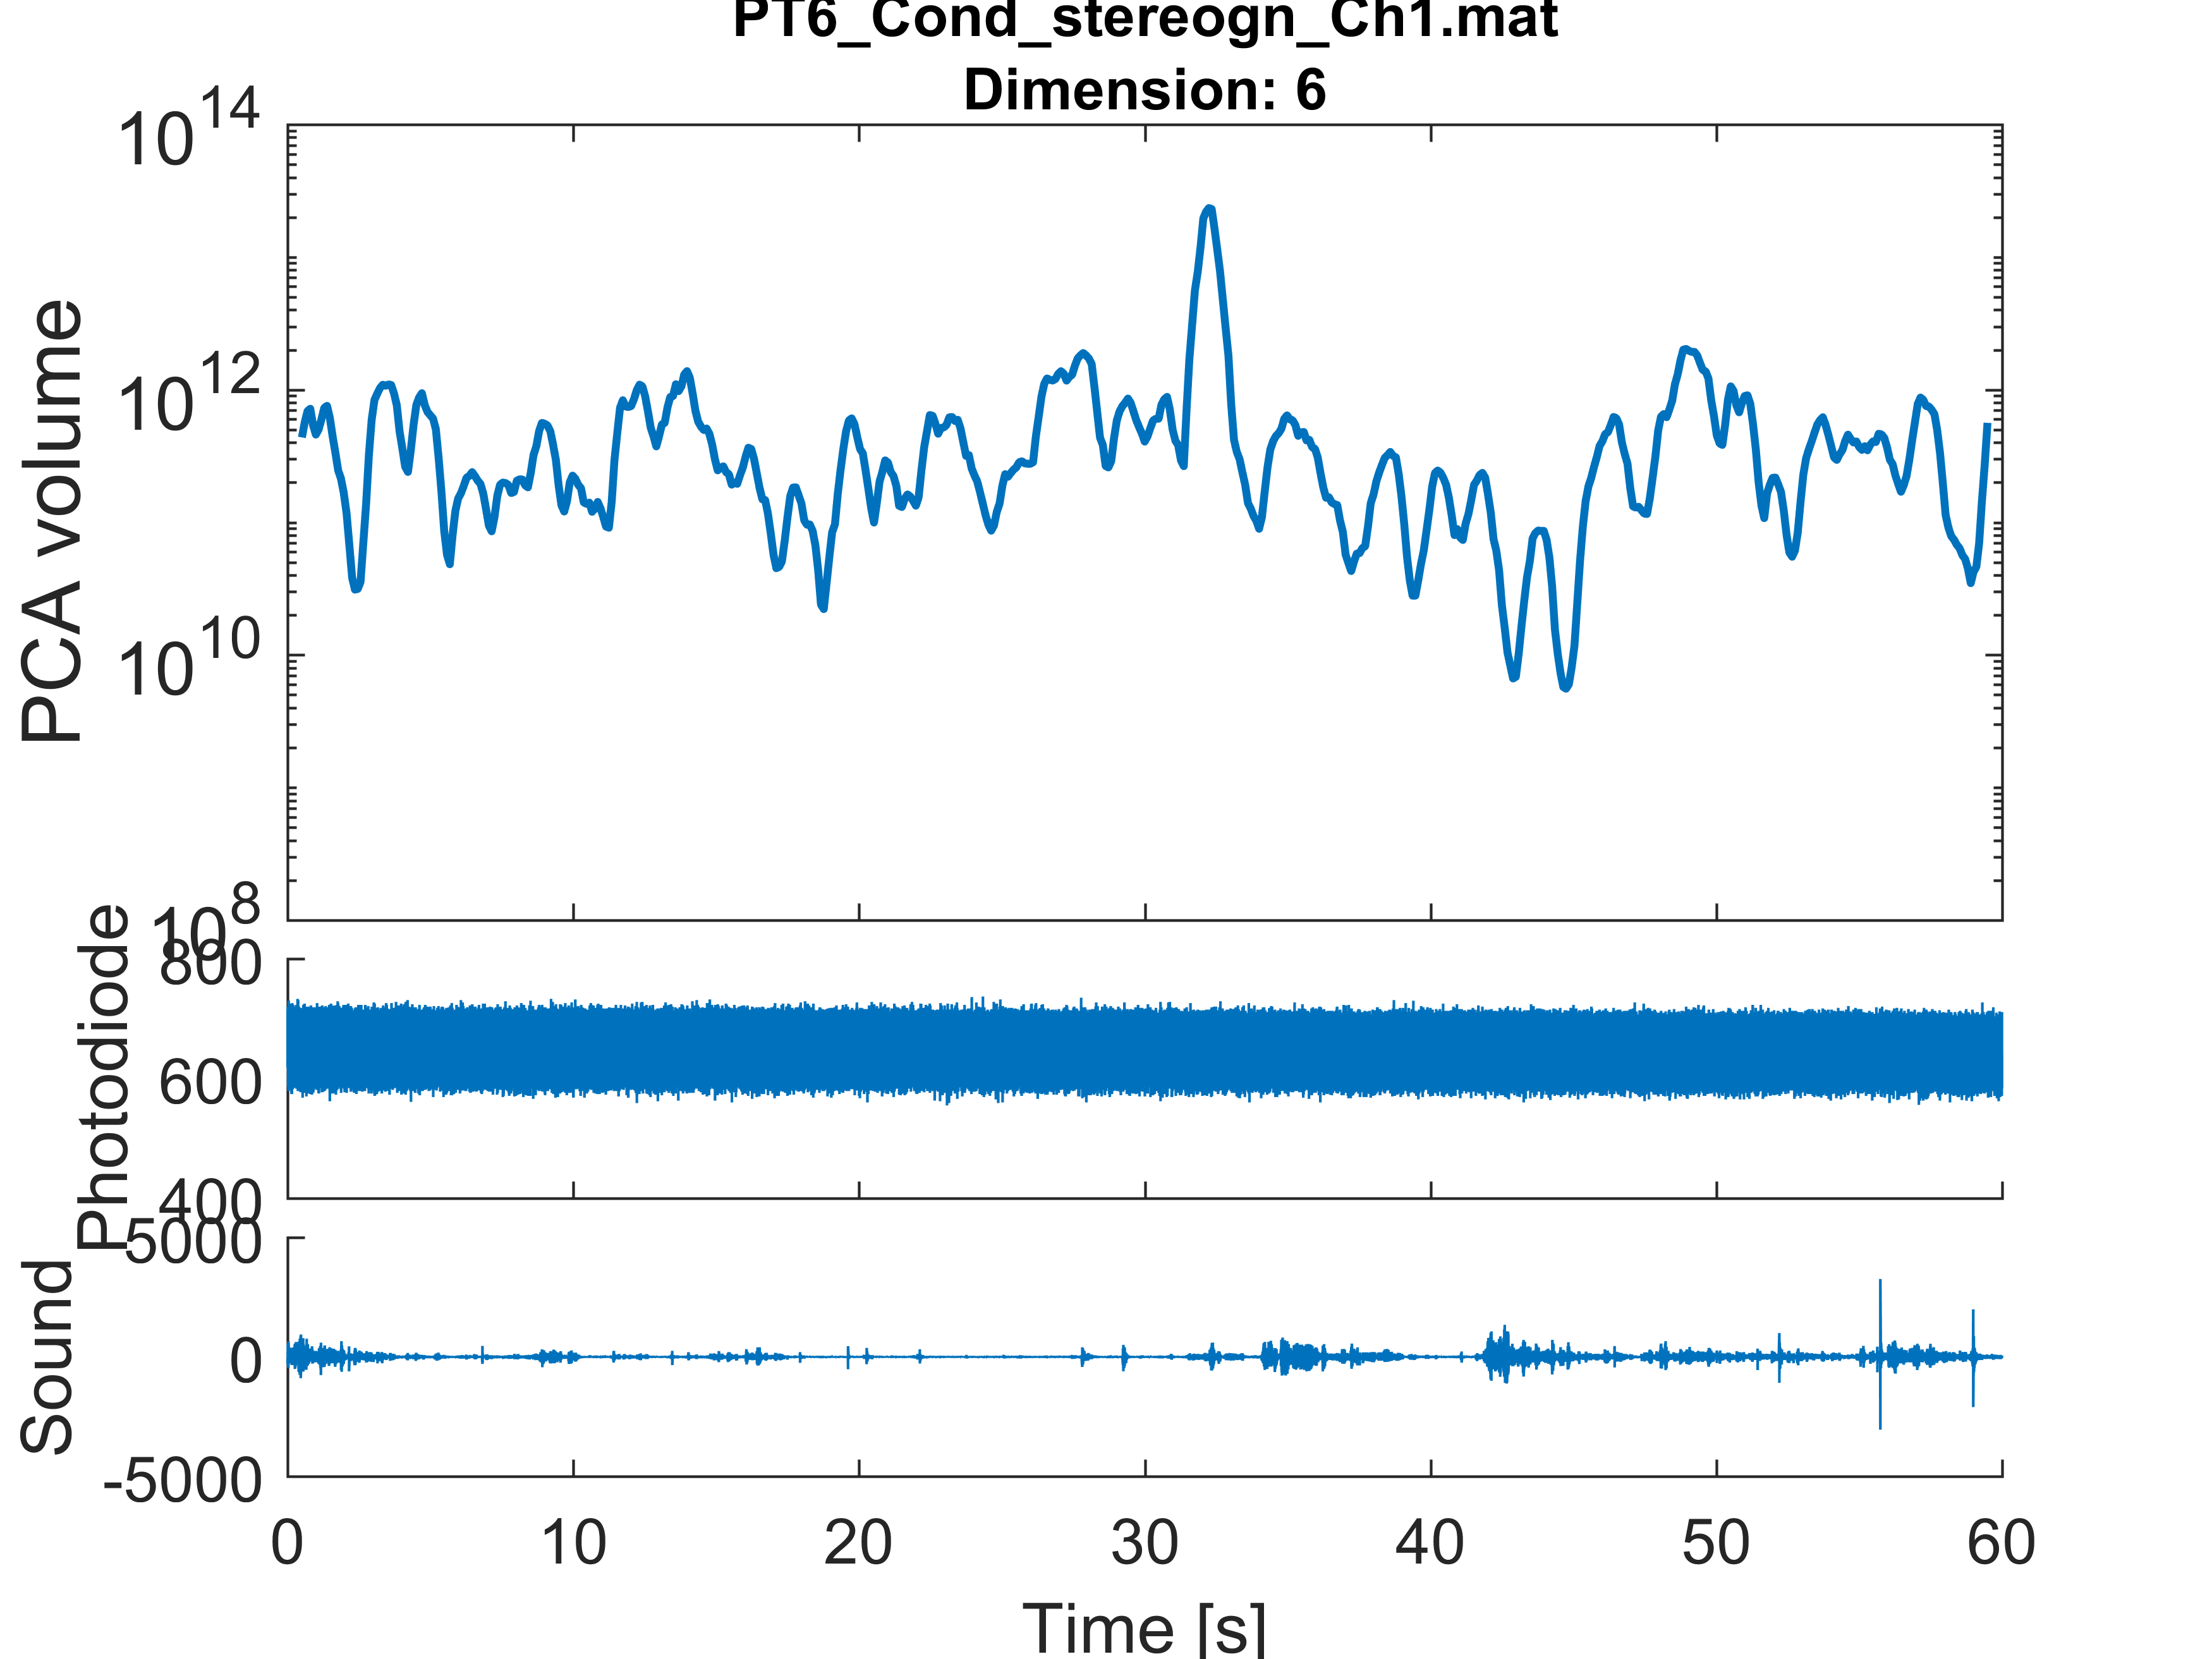 PT6_Cond_stereogn_Ch1.mat
Dimension: 6
10^14
10^12
10^10
10^8
PCA volume
800
600
400
Photodiode
5000
0
-5000
Sound
0 10 20 30 40 50 60
Time [s]